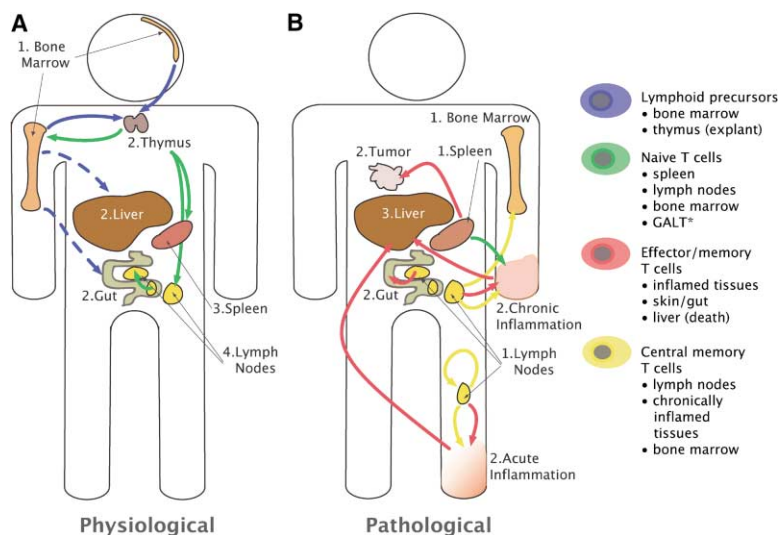 A
1. Bone
Marrow
2.Thymus
2.Liver
2.Gut
3.Spleen
4.Lymph
Nodes
Physiological
B
1. Bone Marrow
2.Tumor
1.Spleen
3.Liver
2.Gut
2.Chronic
Inflammation
1.Lymph
Nodes
2.Acute
Inflammation
Pathological
Lymphoid precursors
• bone marrow
• thymus (explant)
Naive T cells
• spleen
• lymph nodes
• bone marrow
• GALT*
Effector/memory
T cells
• inflamed tissues
• skin/gut
• liver (death)
Central memory
T cells
• lymph nodes
• chronically
inflamed
tissues
• bone marrow